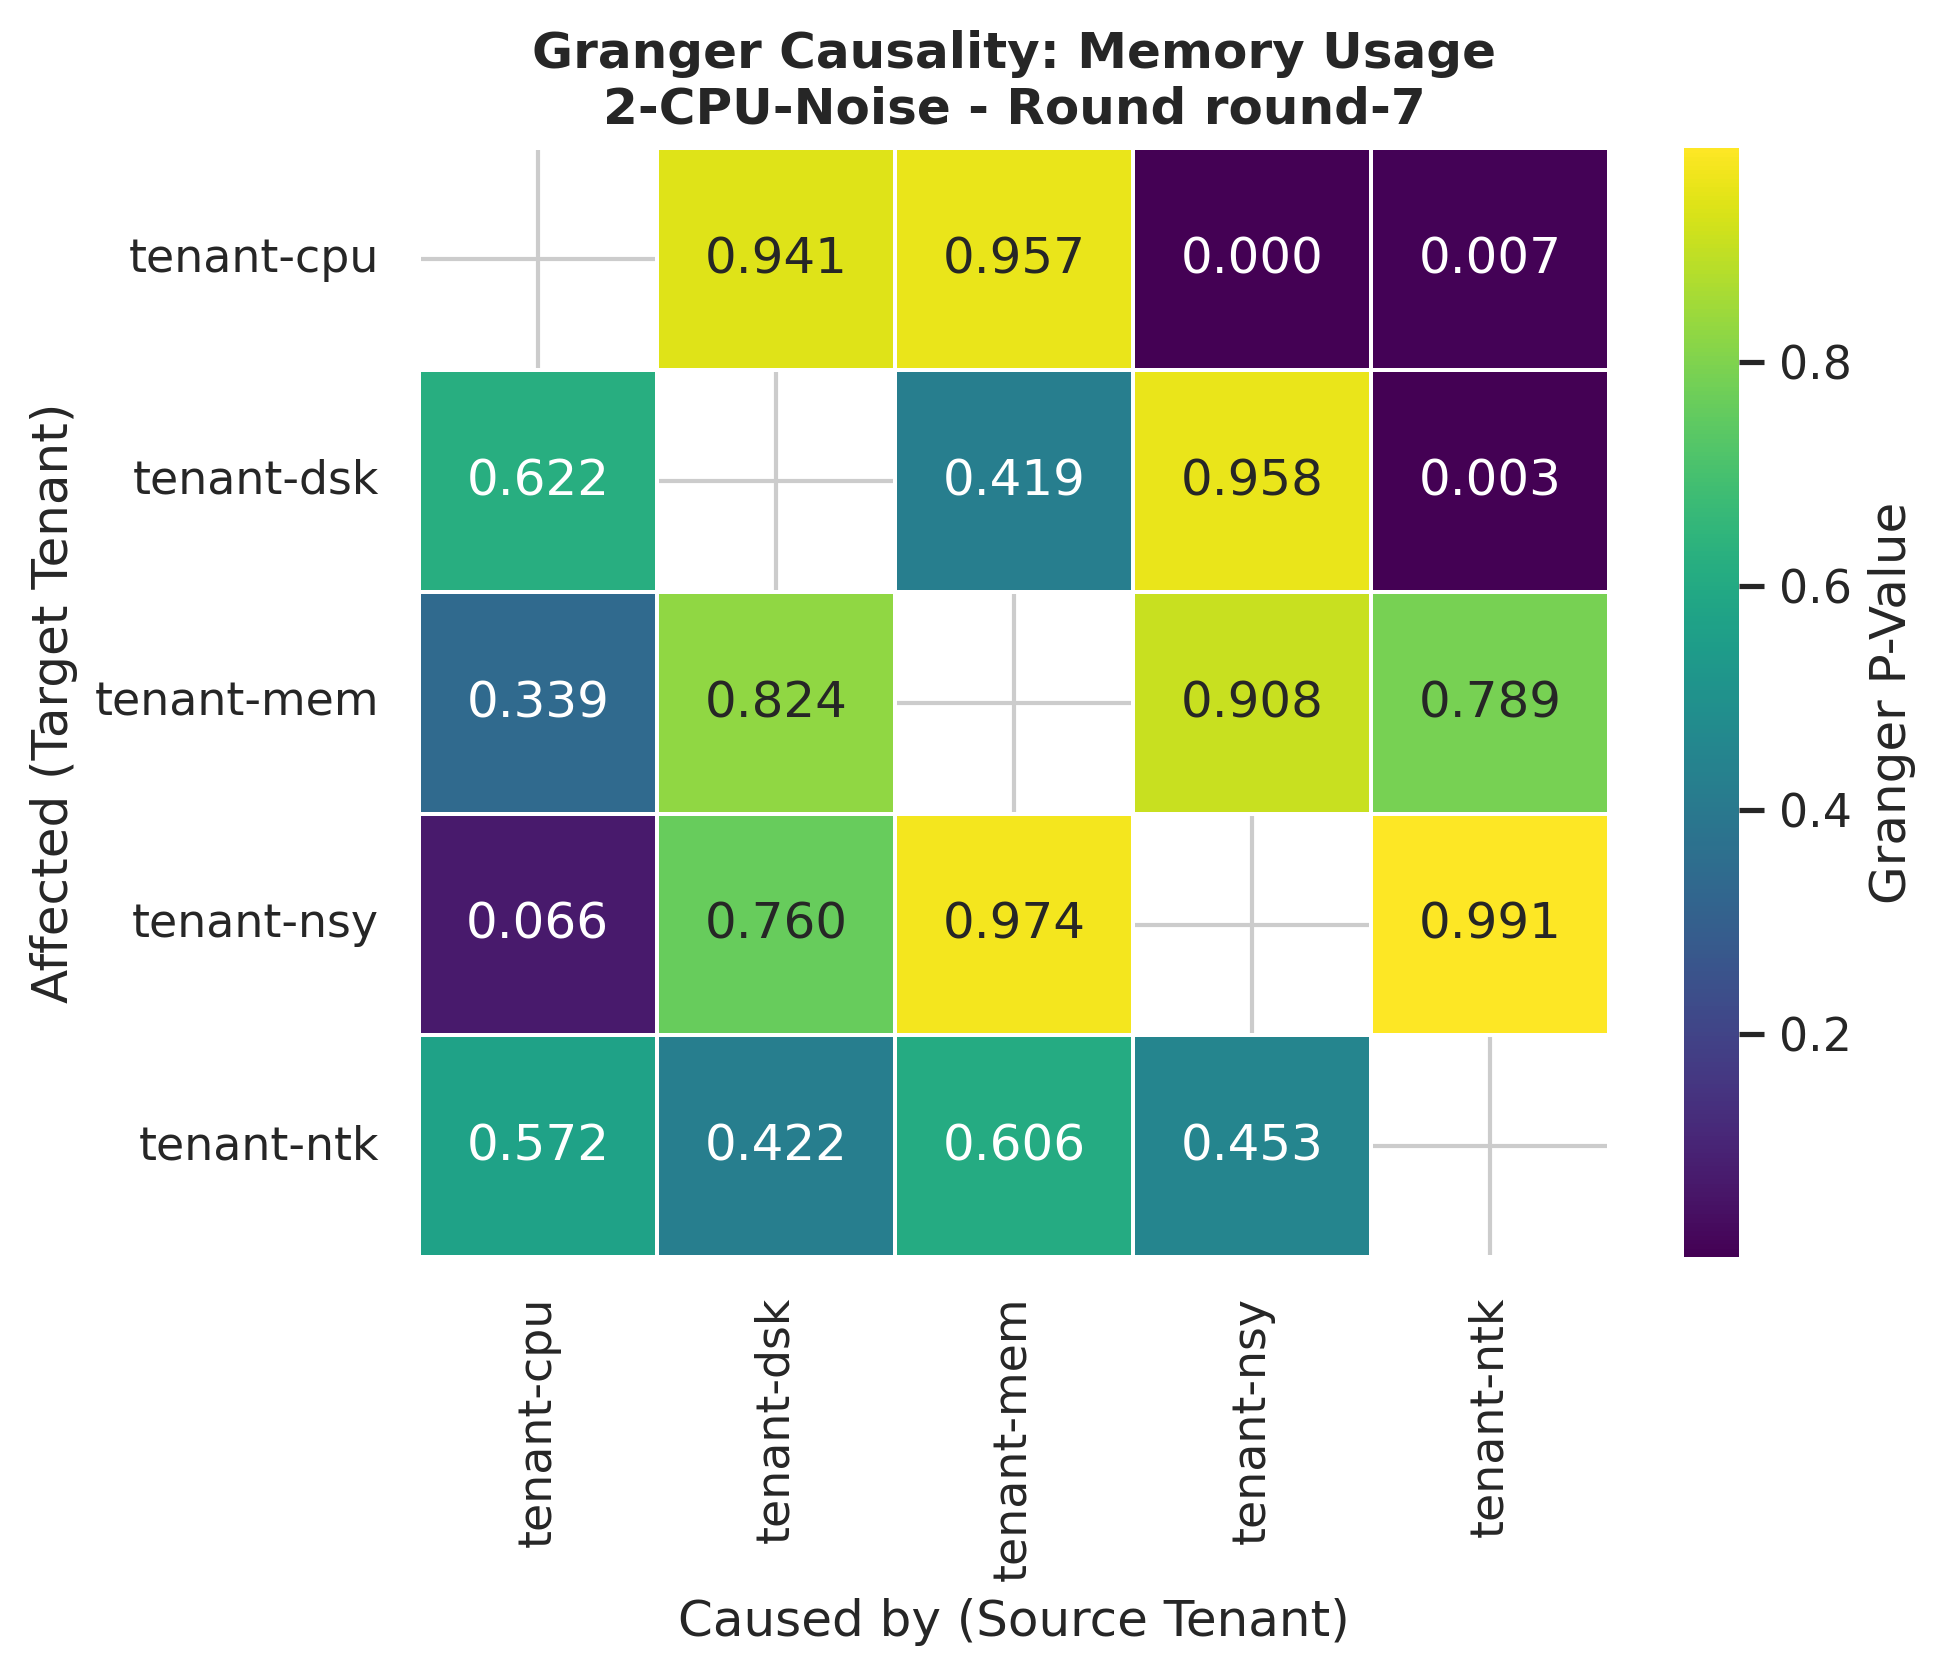 Granger Causality: Memory Usage
2-CPU-Noise - Round round-7
Affected (Target Tenant)
tenant-cpu 0.941 0.957 0.000 0.007
tenant-dsk 0.622 0.419 0.958 0.003
tenant-mem 0.339 0.824 0.908 0.789
tenant-nsy 0.066 0.760 0.974 0.991
tenant-ntk 0.572 0.422 0.606 0.453
tenant-cpu
tenant-dsk
tenant-mem
tenant-nsy
tenant-ntk
Caused by (Source Tenant)
0.8
0.6
0.4
0.2
Granger P-Value